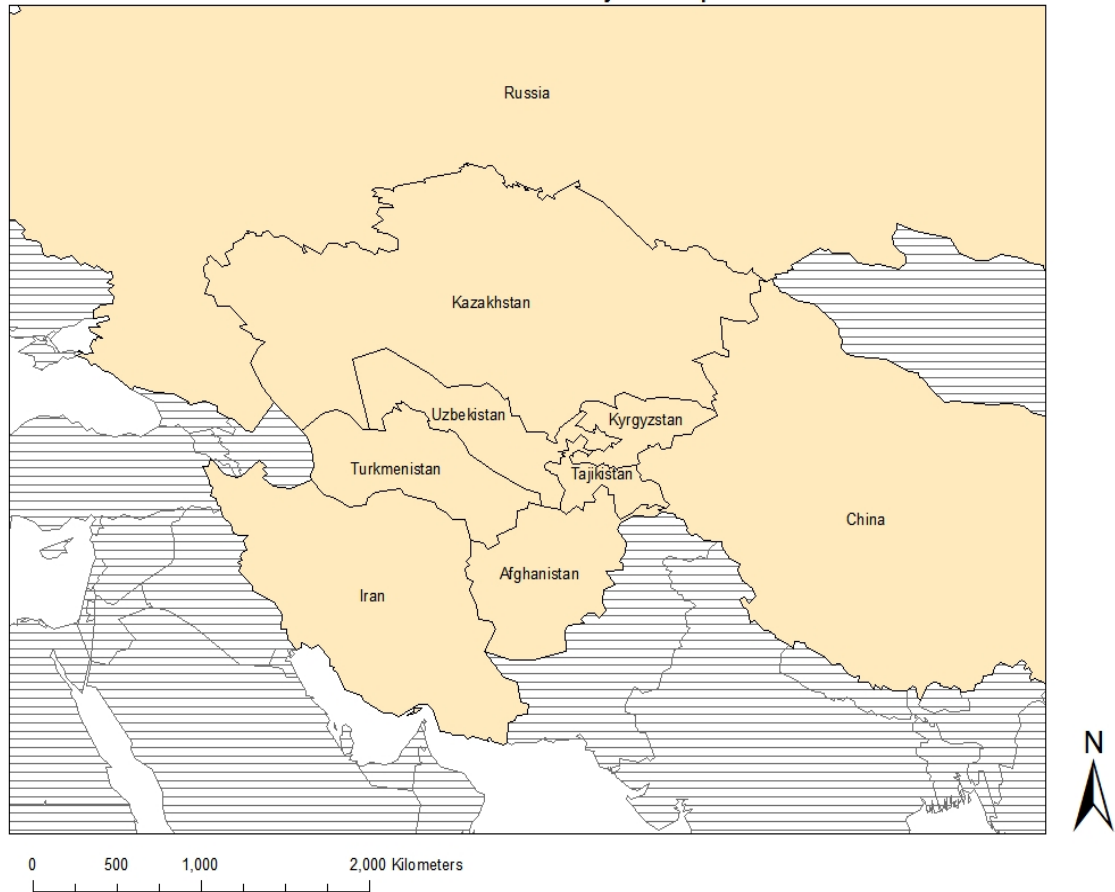 Russia
Kazakhstan
Uzbekistan
Kyrgyzstan
Turkmenistan
Tajikistan
China
Afghanistan
Iran
N
0 500 1,000 2,000 Kilometers